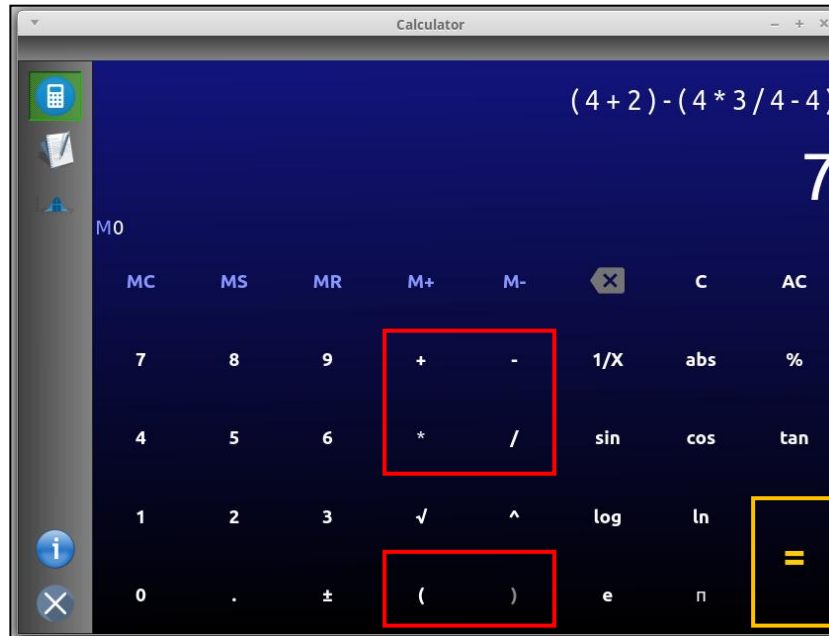 Calculator
(4+2)-(4*3/4-4)
7
M0
MC MS MR M+ M- C AC
7 8 9 + - 1/X abs %
4 5 6 * / sin cos tan
1 2 3 √ ^ log ln
=
0 . ± ( ) e п